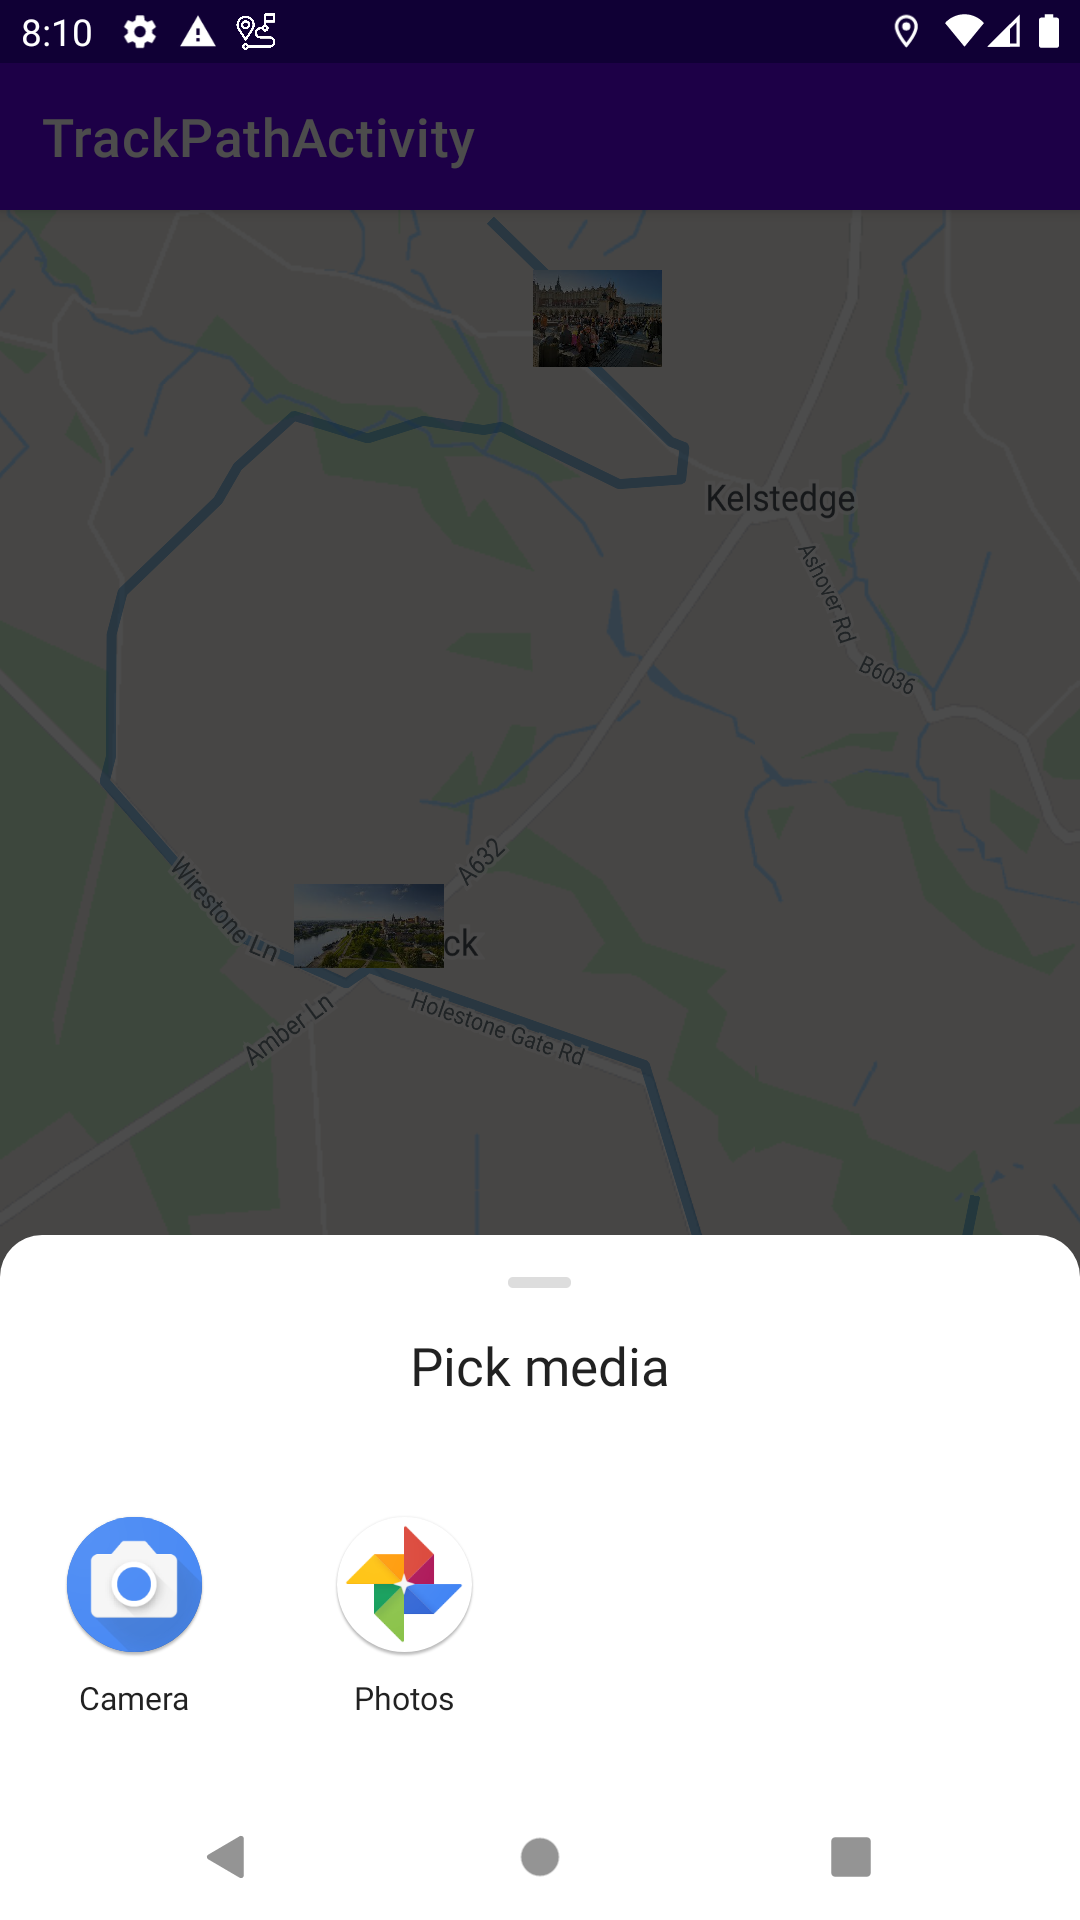 8:10
TrackPathActivity
Kelstedge
Ashover Rd
B6036
A632
Wirestone Ln
ck
Amber Ln
Holestone Gate Rd
Pick media
Camera
Photos